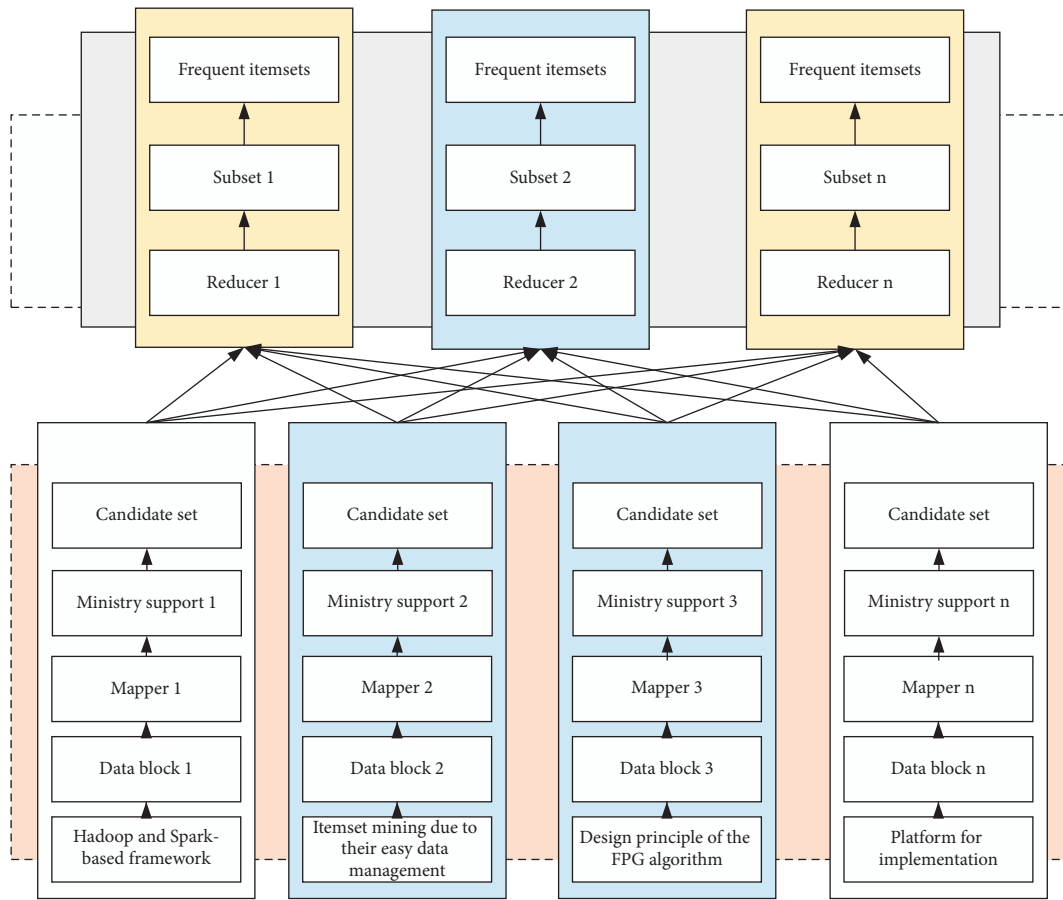 Frequent itemsets
Frequent itemsets
Frequent itemsets
Subset 1
Subset 2
Subset n
Reducer 1
Reducer 2
Reducer n
Candidate set
Candidate set
Candidate set
Candidate set
Ministry support 1
Ministry support 2
Ministry support 3
Ministry support n
Mapper 1
Mapper 2
Mapper 3
Mapper n
Data block 1
Data block 2
Data block 3
Data block n
Hadoop and Spark-
based framework
Itemset mining due to
their easy data
management
Design principle of the
FPG algorithm
Platform for
implementation